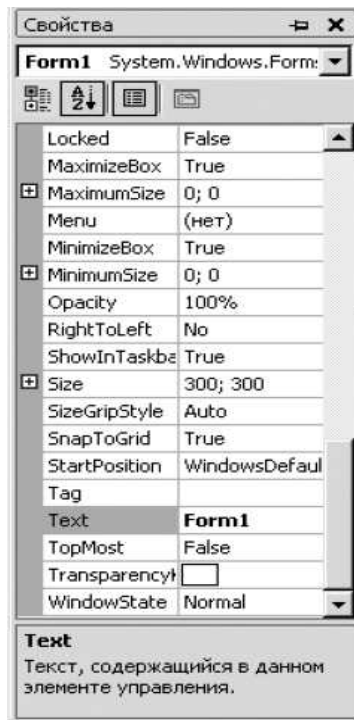 Свойства
Form1 System.Windows.Form:
Locked False
MaximizeBox True
MaximumSize 0; 0
Menu (нет)
MinimizeBox True
MinimumSize 0; 0
Opacity 100%
RightToLeft No
ShowInTaskba True
Size 300; 300
SizeGripStyle Auto
SnapToGrid True
StartPosition WindowsDefaul
Tag
Text Form1
TopMost False
Transparencyk
WindowState Normal
Text
Текст, содержащийся в данном
элементе управления.